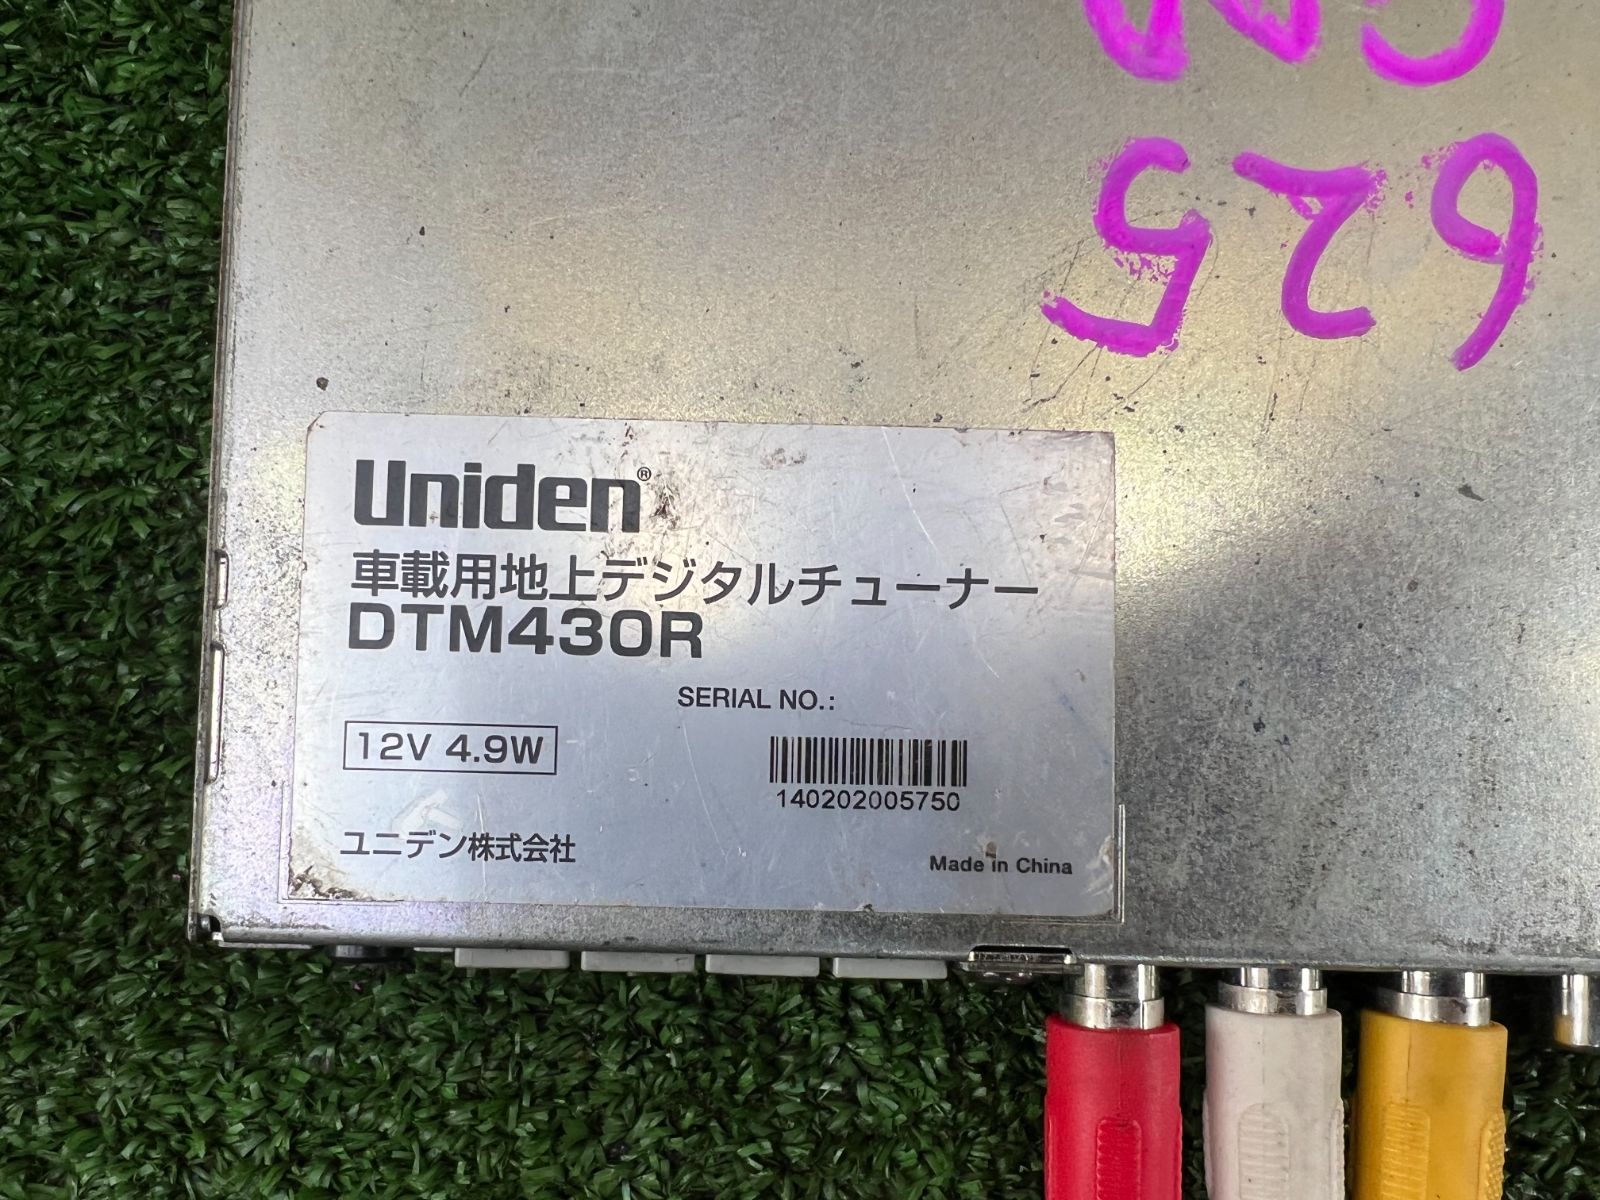 625
Uniden®
車載用地上デジタルチューナー
DTM430R
SERIAL NO.:
12V 4.9W
140202005750
ユニデン株式会社
Made in China